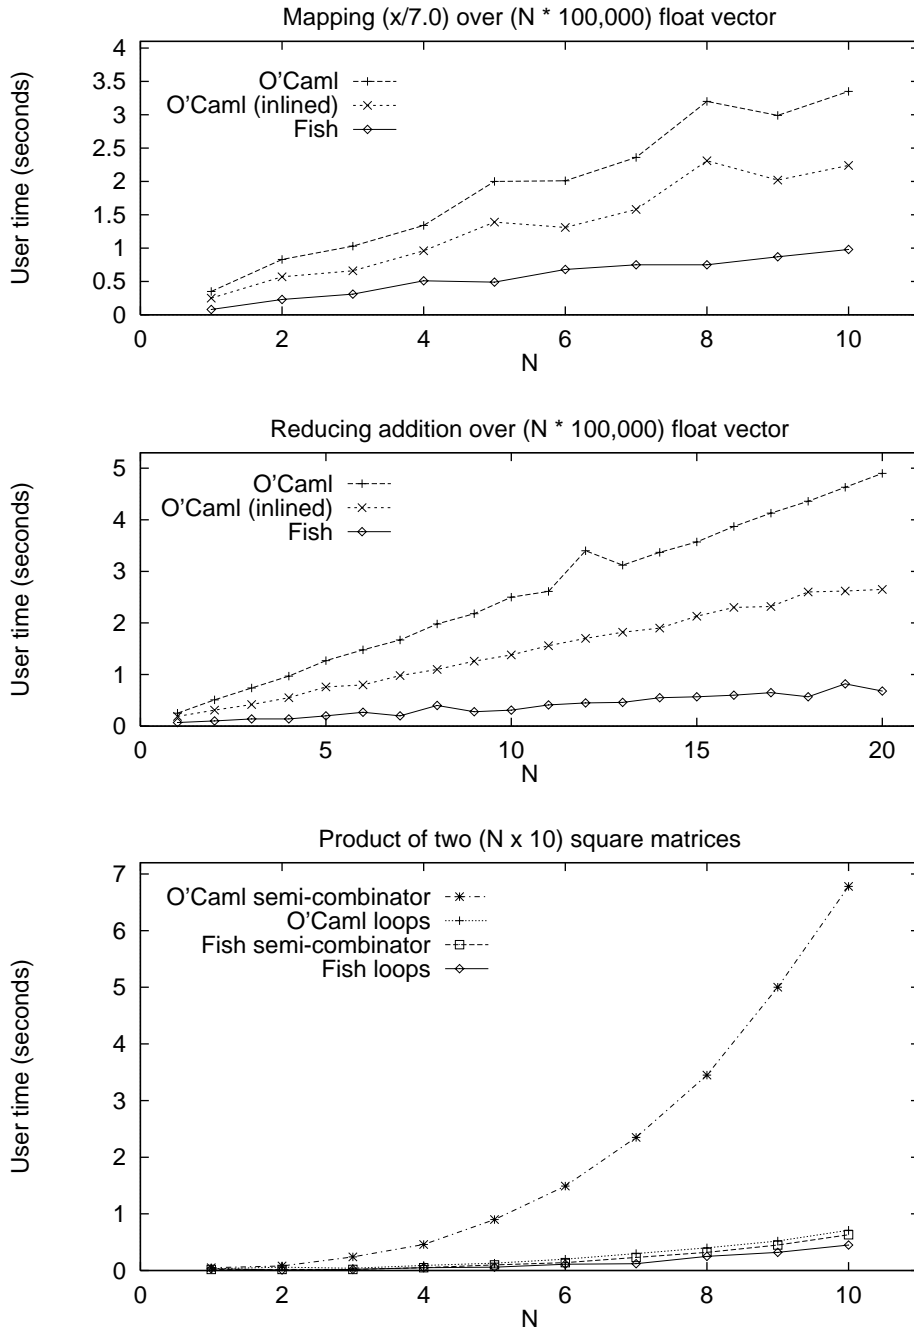 Mapping (x/7.0) over (N * 100,000) float vector
4
3.5
3
2.5
2
1.5
1
0.5
0
User time (seconds)
O'Caml
O'Caml (inlined)
Fish
0 2 4 6 8 10
N
Reducing addition over (N * 100,000) float vector
5
4
3
2
1
0
User time (seconds)
O'Caml
O'Caml (inlined)
Fish
0 5 10 15 20
N
Product of two (N x 10) square matrices
7
6
5
4
3
2
1
0
User time (seconds)
O'Caml semi-combinator
O'Caml loops
Fish semi-combinator
Fish loops
0 2 4 6 8 10
N